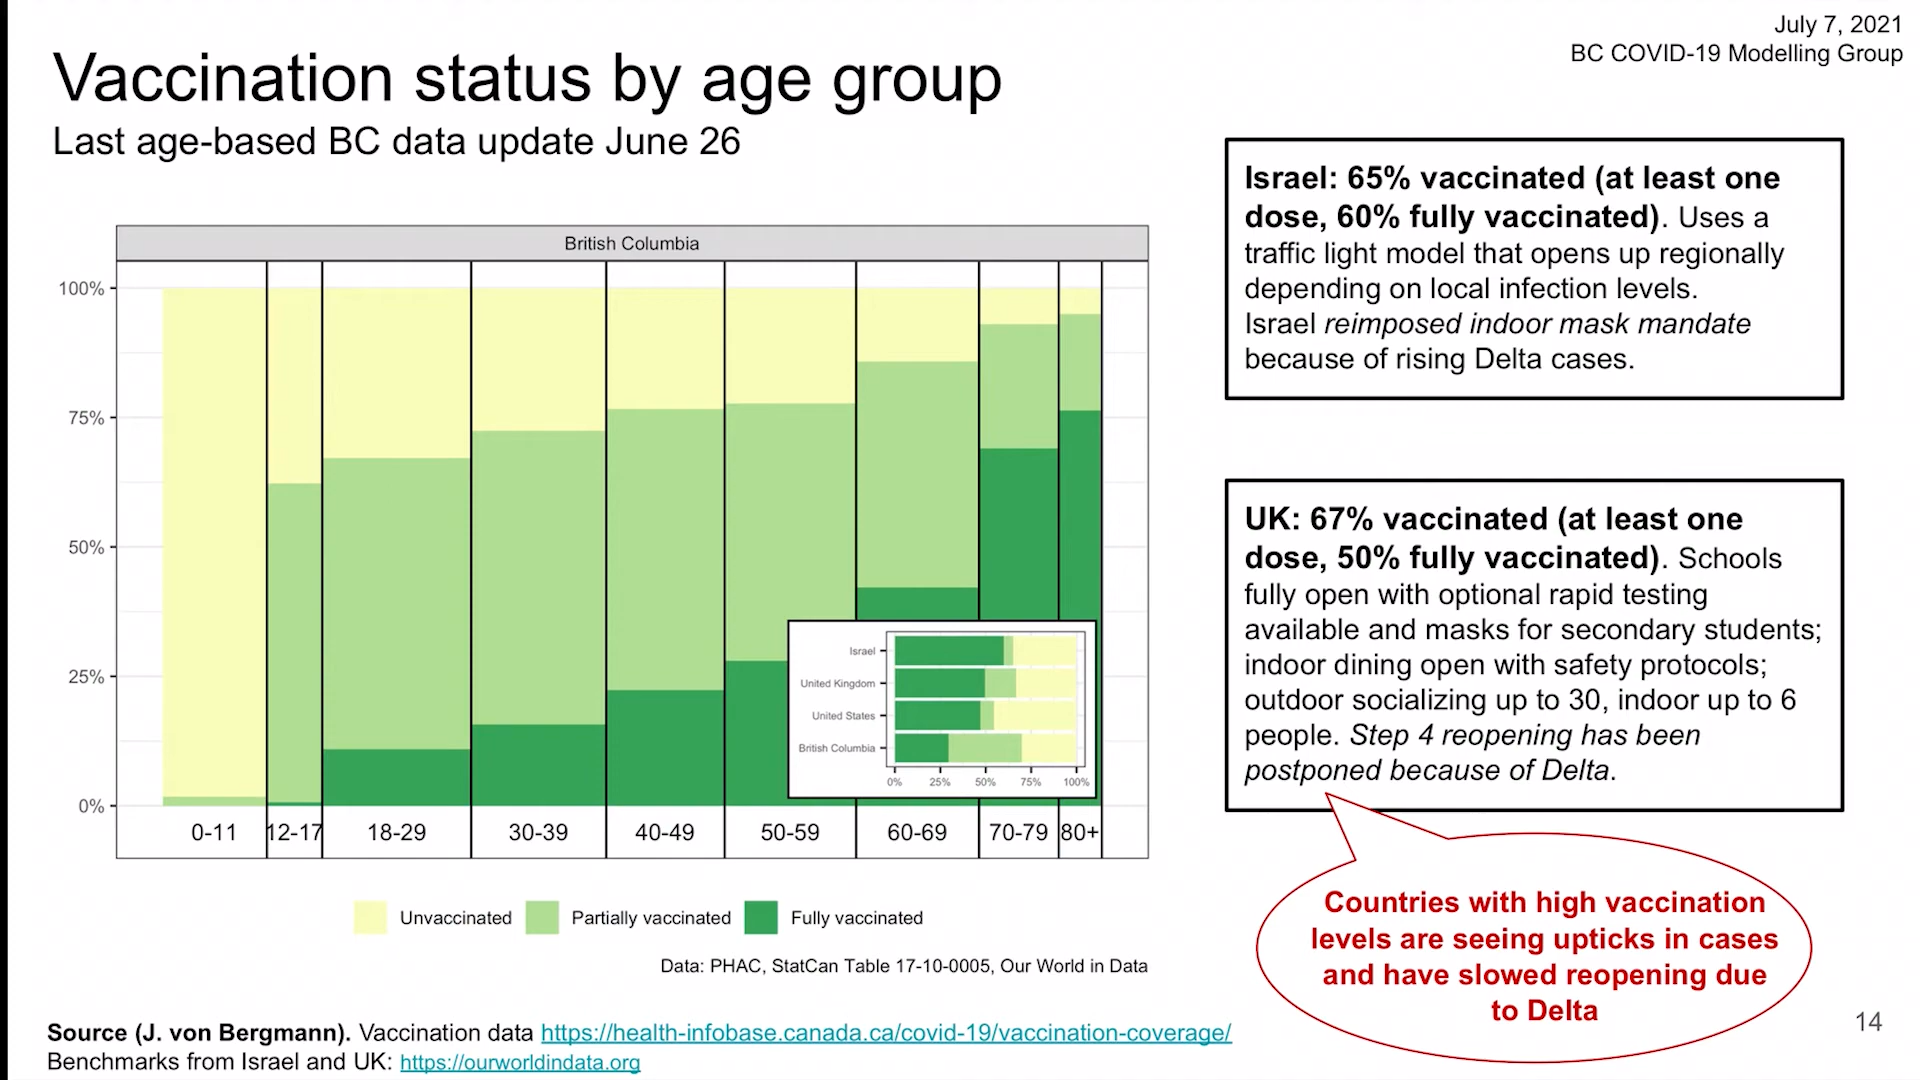 July 7, 2021
BC COVID-19 Modelling Group
Vaccination status by age group
Last age-based BC data update June 26
British Columbia
100%
75%
50%
25%
0%
0-11 12-17 18-29 30-39 40-49 50-59 60-69 70-79 80+
Israel
United Kingdom
United States
British Columbia
0% 25% 50% 75% 100%
Unvaccinated Partially vaccinated Fully vaccinated
Data: PHAC, StatCan Table 17-10-0005, Our World in Data
Israel: 65% vaccinated (at least one
dose, 60% fully vaccinated). Uses a
traffic light model that opens up regionally
depending on local infection levels.
Israel reimposed indoor mask mandate
because of rising Delta cases.
UK: 67% vaccinated (at least one
dose, 50% fully vaccinated). Schools
fully open with optional rapid testing
available and masks for secondary students;
indoor dining open with safety protocols;
outdoor socializing up to 30, indoor up to 6
people. Step 4 reopening has been
postponed because of Delta.
Countries with high vaccination
levels are seeing upticks in cases
and have slowed reopening due
to Delta
Source (J. von Bergmann). Vaccination data https://health-infobase.canada.ca/covid-19/vaccination-coverage/
Benchmarks from Israel and UK: https://ourworldindata.org
14